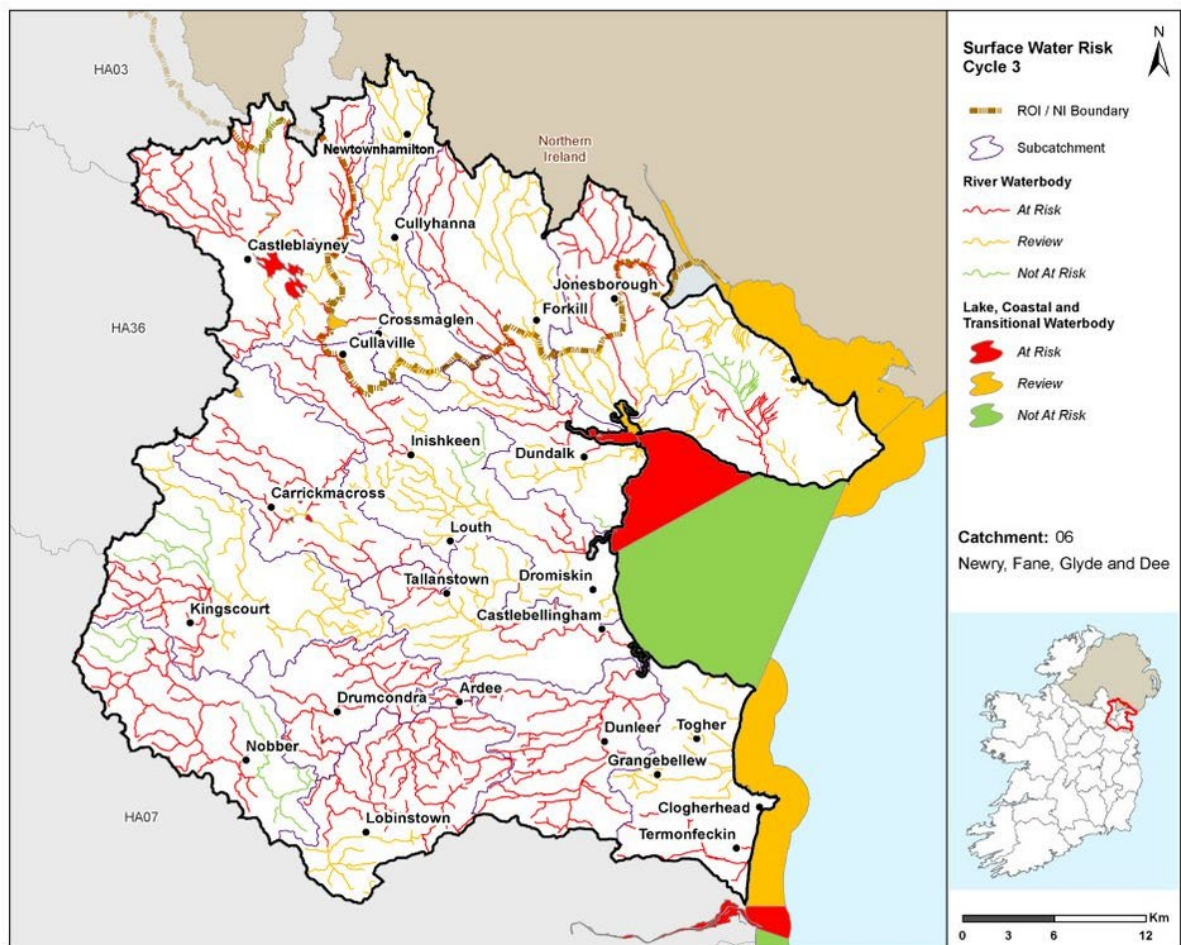 HA03
Northern
Ireland
Newtownhamilton
Cullyhanna
Castleblayney
Jonesborough
Forkill
Crossmaglen
HA36
Cullaville
Inishkeen
Dundalk
Carrickmacross
Louth
Tallanstown
Dromiskin
Castlebellingham
Kingscourt
Drumcondra
Ardee
Dunleer
Togher
Nobber
Grangebellew
Clogherhead
HA07
Lobinstown
Termonfeckin
Surface Water Risk
Cycle 3
N
ROI / NI Boundary
Subcatchment
River Waterbody
At Risk
Review
Not At Risk
Lake, Coastal and
Transitional Waterbody
At Risk
Review
Not At Risk
Catchment: 06
Newry, Fane, Glyde and Dee
Km
0 3 6 12